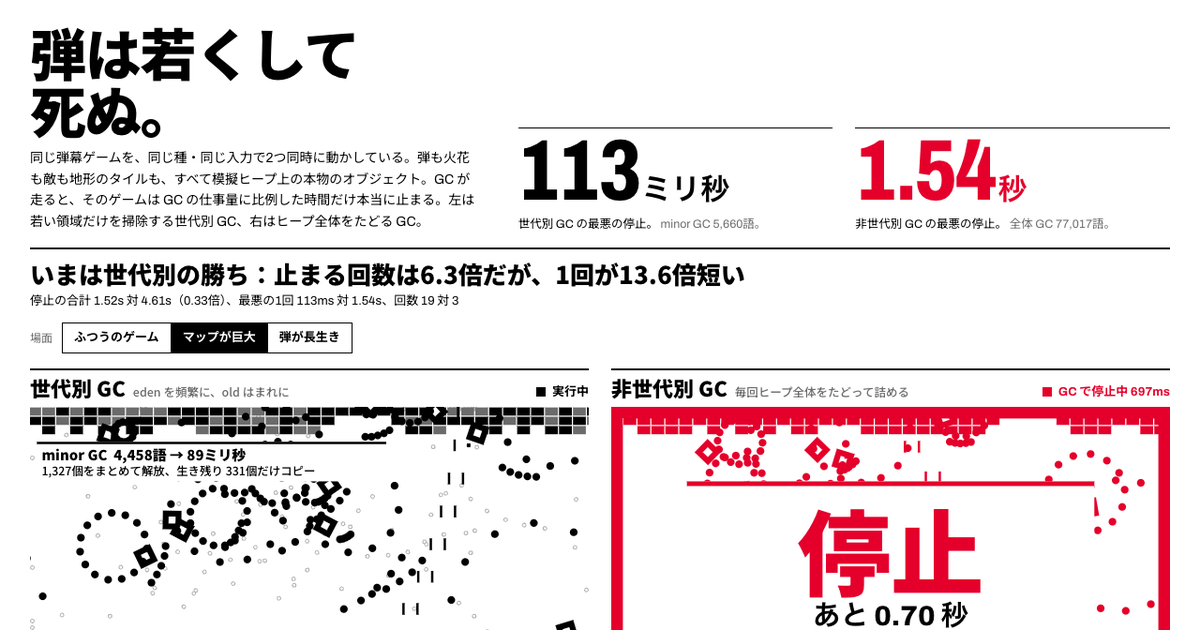 弾は若くして
死ぬ。
同じ弾幕ゲームを、同じ種・同じ入力で2つ同時に動かしている。弾も火花
も敵も地形のタイルも、すべて模擬ヒープ上の本物のオブジェクト。GC が
走ると、そのゲームは GC の仕事量に比例した時間だけ本当に止まる。左は
若い領域だけを掃除する世代別 GC、右はヒープ全体をたどる GC。
113ミリ秒
世代別 GC の最悪の停止。 minor GC 5,660語。
1.54秒
非世代別 GC の最悪の停止。 全体 GC 77,017語。
いまは世代別の勝ち：止まる回数は6.3倍だが、1回が13.6倍短い
停止の合計 1.52s 対 4.61s（0.33倍）、最悪の1回 113ms 対 1.54s、回数 19 対 3
場面 ふつうのゲーム マップが巨大 弾が長生き
世代別 GC eden を頻繁に、old はまれに 実行中
minor GC 4,458語 → 89ミリ秒
1,327個をまとめて解放、生き残り 331個だけコピー
非世代別 GC 毎回ヒープ全体をたどって詰める GC で停止中 697ms
停止
あと 0.70 秒